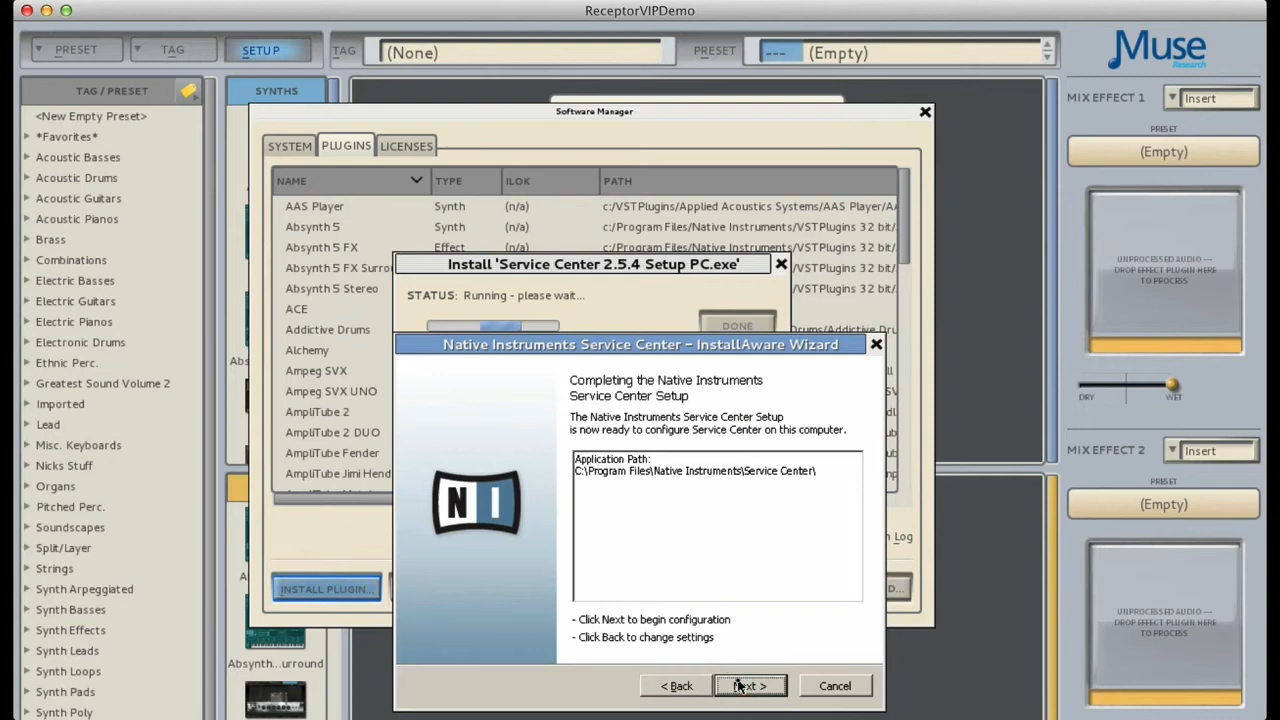 ReceptorVIPDemo
PRESET
TAG
SETUP
TAG
(None)
PRESET
---
(Empty)
Muse
Research
TAG / PRESET
<New Empty Preset>
*Favorites*
Acoustic Basses
Acoustic Drums
Acoustic Guitars
Acoustic Pianos
Brass
Combinations
Electric Basses
Electric Guitars
Electric Pianos
Electronic Drums
Ethnic Perc.
Greatest Sound Volume 2
Imported
Lead
Misc. Keyboards
Nicks Stuff
Organs
Pitched Perc.
Soundscapes
Split/Layer
Strings
Synth Arpeggiated
Synth Basses
Synth Effects
Synth Leads
Synth Loops
Synth Pads
Synth Poly
SYNTHS
Absynth...urround
Software Manager
SYSTEM
PLUGINS
LICENSES
NAME
TYPE
ILOK
PATH
AAS Player
Synth
(n/a)
c:/VSTPlugins/Applied Acoustics Systems/AAS Player/A
Absynth 5
Synth
(n/a)
c:/Program Files/Native Instruments/VSTPlugins 32 bit/
Absynth 5 FX
Effect
(n/a)
c:/Program Files/Native Instruments/VSTPlugins 32 bit/
Absynth 5 FX Surro
VSTPlugins 32 bit/
Absynth 5 Stereo
VSTPlugins 32 bit/
ACE
Addictive Drums
Drums/Addictive Dru
Alchemy
Ampeg SVX
Ampeg SVX UNO
AmpliTube 2
AmpliTube 2 DUO
AmpliTube Fender
AmpliTube Jimi Hend
Log
INSTALL PLUGIN...
D...
Install 'Service Center 2.5.4 Setup PC.exe'
STATUS: Running - please wait...
DONE
Native Instruments Service Center – InstallAware Wizard
Completing the Native Instruments
Service Center Setup
The Native Instruments Service Center Setup
is now ready to configure Service Center on this computer.
Application Path:
C:\Program Files\Native Instruments\Service Center\
NI
- Click Next to begin configuration
- Click Back to change settings
< Back
Next >
Cancel
MIX EFFECT 1
Insert
PRESET
(Empty)
UNPROCESSED AUDIO ---
DROP EFFECT PLUGIN HERE
TO PROCESS
DRY
WET
MIX EFFECT 2
Insert
PRESET
(Empty)
UNPROCESSED AUDIO ---
DROP EFFECT PLUGIN HERE
TO PROCESS